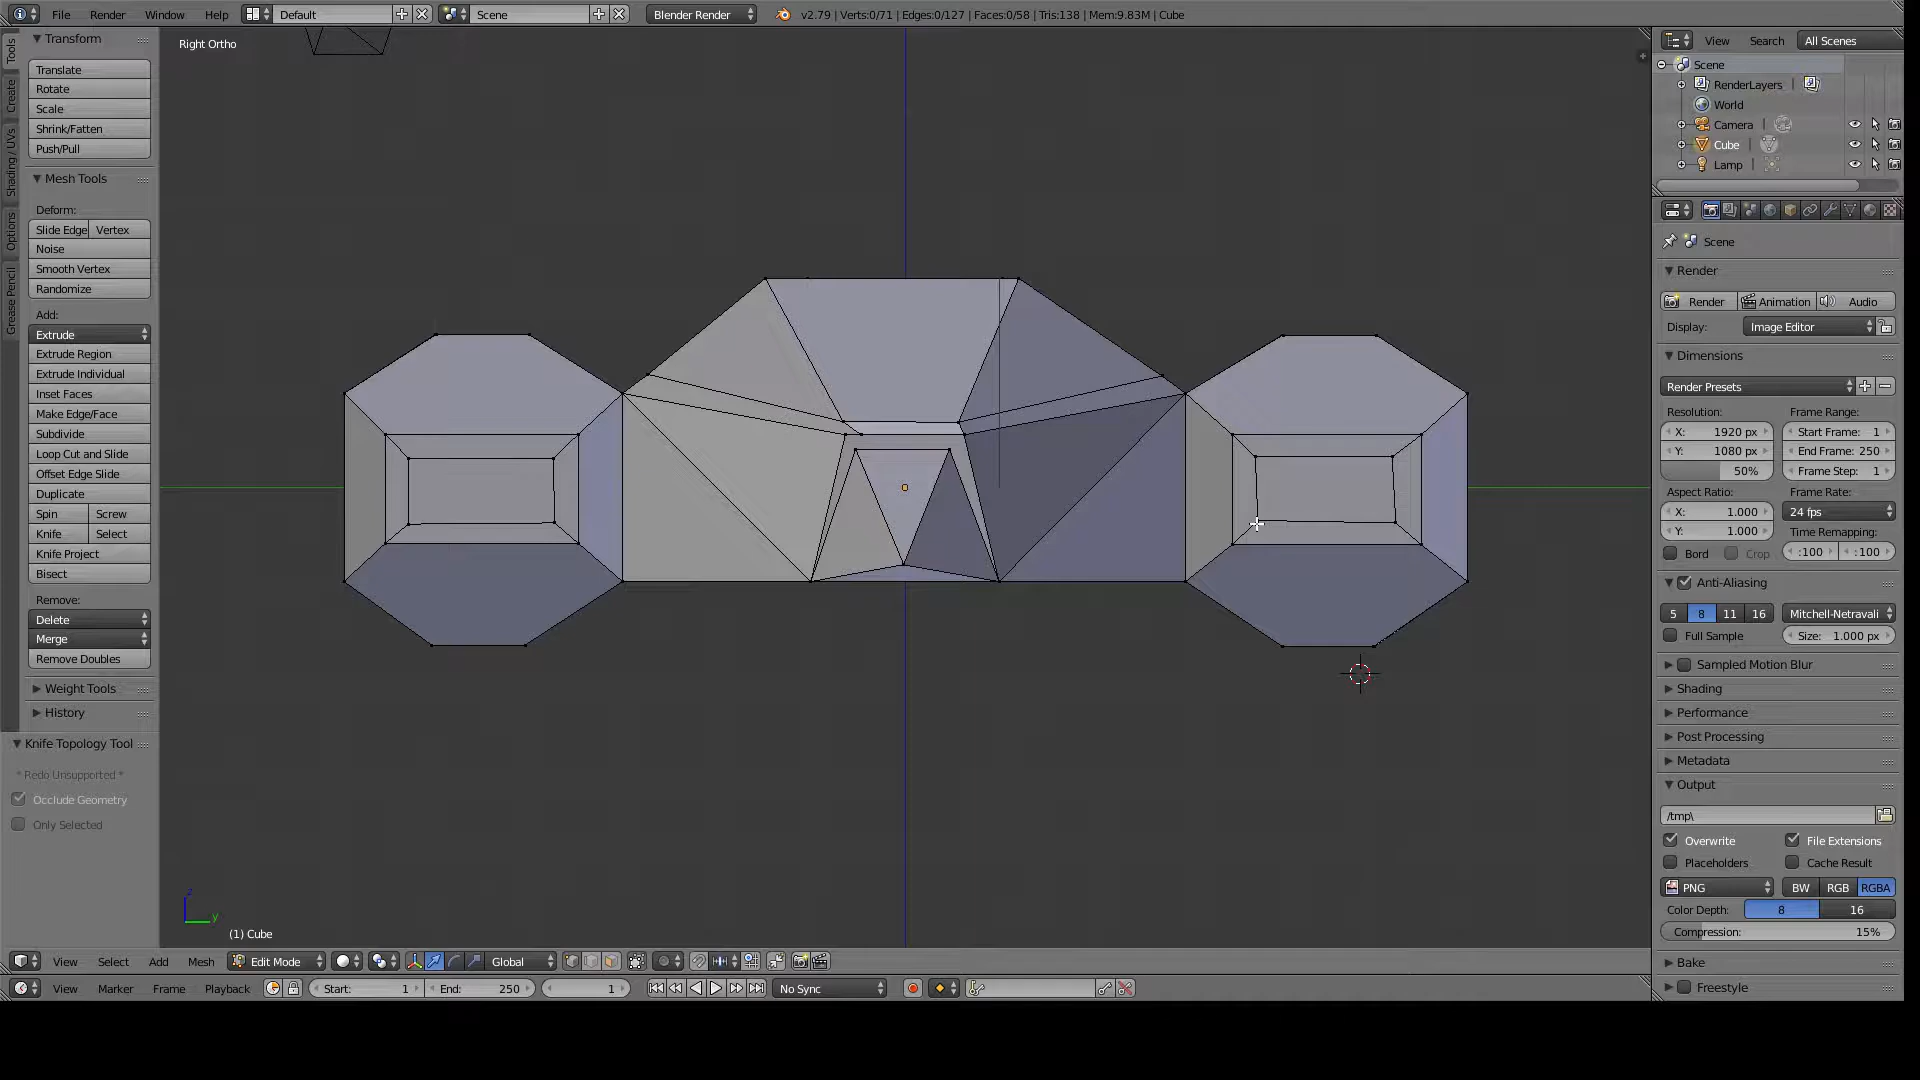 File Render Window Help Default Scene Blender Render v2.79 | Verts:0/71 | Edges:0/127 | Faces:0/58 | Tris:138 | Mem:9.83M | Cube
Tools
Create
Shading / UVs
Options
Grease Pencil
Transform
Translate
Rotate
Scale
Shrink/Fatten
Push/Pull
Mesh Tools
Deform:
Slide Edge Vertex
Noise
Smooth Vertex
Randomize
Add:
Extrude
Extrude Region
Extrude Individual
Inset Faces
Make Edge/Face
Subdivide
Loop Cut and Slide
Offset Edge Slide
Duplicate
Spin Screw
Knife Select
Knife Project
Bisect
Remove:
Delete
Merge
Remove Doubles
Weight Tools
History
Knife Topology Tool
* Redo Unsupported *
Occlude Geometry
Only Selected
Right Ortho
z
y
(1) Cube
View Select Add Mesh Edit Mode Global
View Marker Frame Playback Start: 1 End: 250 1 No Sync
View Search All Scenes
Scene
RenderLayers |
World
Camera |
Cube |
Lamp |
Scene
Render
Render Animation Audio
Display: Image Editor
Dimensions
Render Presets
Resolution: Frame Range:
X: 1920 px Start Frame: 1
Y: 1080 px End Frame: 250
50% Frame Step: 1
Aspect Ratio: Frame Rate:
X: 1.000 24 fps
Y: 1.000 Time Remapping:
Bord Crop :100 :100
Anti-Aliasing
5 8 11 16 Mitchell-Netravali
Full Sample Size: 1.000 px
Sampled Motion Blur
Shading
Performance
Post Processing
Metadata
Output
/tmp\
Overwrite File Extensions
Placeholders Cache Result
PNG BW RGB RGBA
Color Depth: 8 16
Compression: 15%
Bake
Freestyle